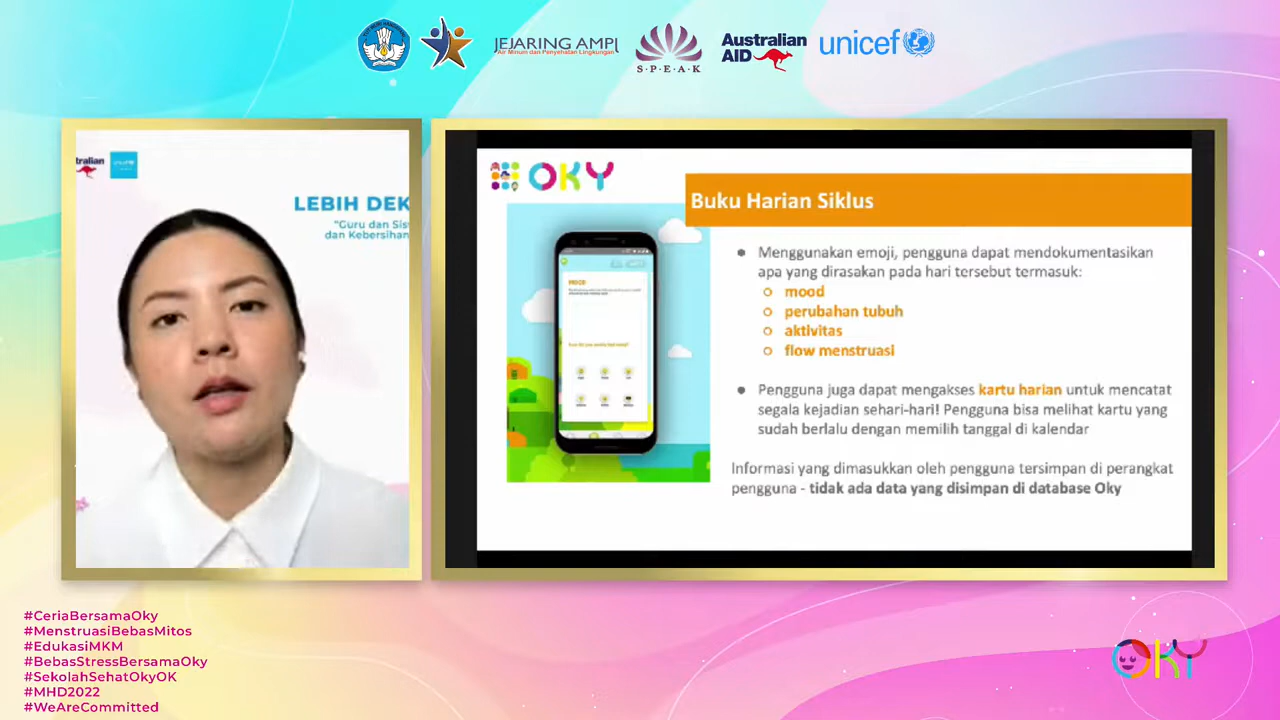 JEJARING AMPL
Air Minum dan Penyehatan Lingkungan
S·P·E·A·K
Australian
AID
unicef
tralian
LEBIH DEK
"Guru dan Sis
dan Kebersihan
OKY
Buku Harian Siklus
MOOD
Menggunakan emoji, pengguna dapat mendokumentasikan
apa yang dirasakan pada hari tersebut termasuk:
mood
perubahan tubuh
aktivitas
flow menstruasi
Pengguna juga dapat mengakses kartu harian untuk mencatat
segala kejadian sehari-hari! Pengguna bisa melihat kartu yang
sudah berlalu dengan memilih tanggal di kalendar
Informasi yang dimasukkan oleh pengguna tersimpan di perangkat
pengguna - tidak ada data yang disimpan di database Oky
#CeriaBersamaOky
#MenstruasiBebasMitos
#EdukasiMKM
#BebasStressBersamaOky
#SekolahSehatOkyOK
#MHD2022
#WeAreCommitted
OKY